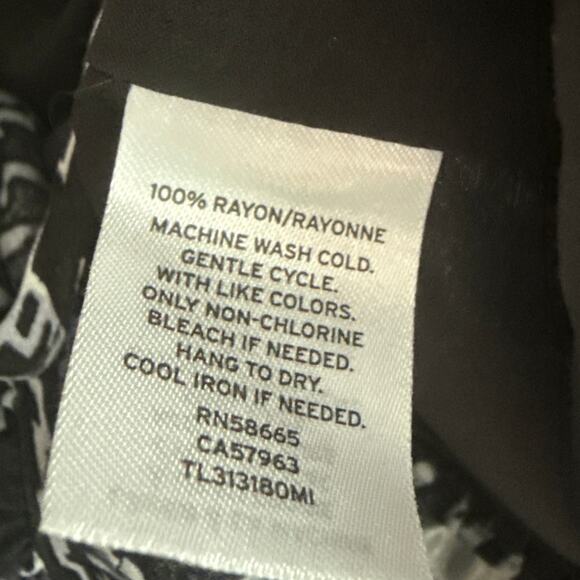 100% RAYON/RAYONNE
MACHINE WASH COLD.
GENTLE CYCLE.
WITH LIKE COLORS.
ONLY NON-CHLORINE
BLEACH IF NEEDED.
HANG TO DRY.
COOL IRON IF NEEDED.
RN58665
CA57963
TL313180MI